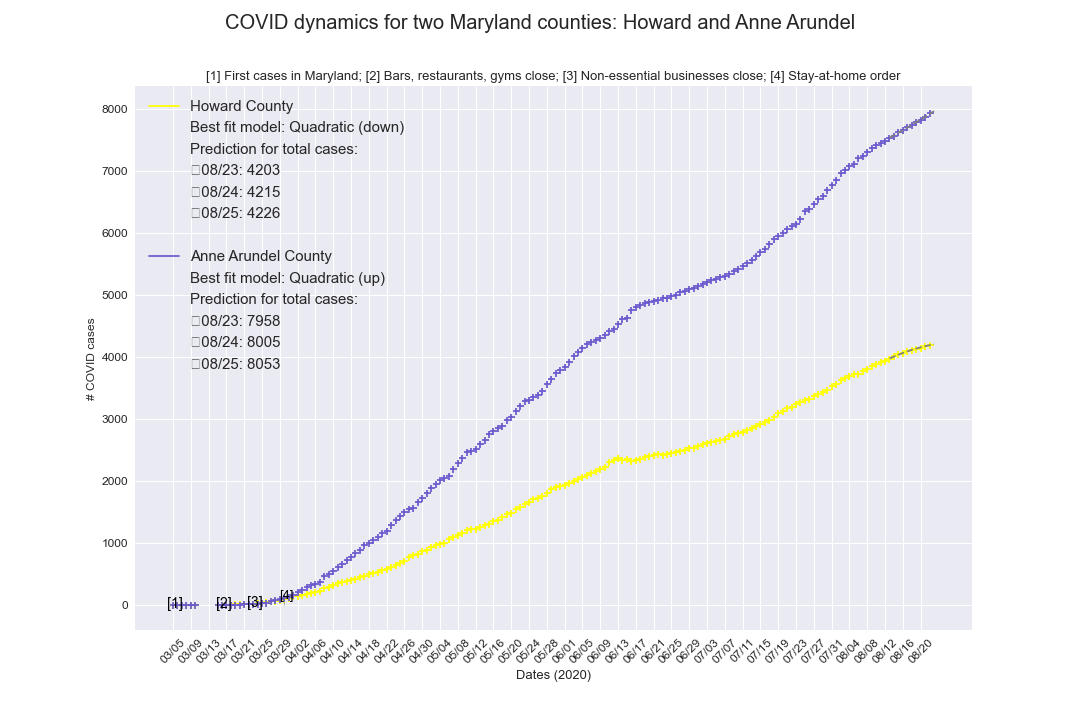 COVID dynamics for two Maryland counties: Howard and Anne Arundel
[1] First cases in Maryland; [2] Bars, restaurants, gyms close; [3] Non-essential businesses close; [4] Stay-at-home order
Howard County
Best fit model: Quadratic (down)
Prediction for total cases:
□08/23: 4203
□08/24: 4215
□08/25: 4226
Anne Arundel County
Best fit model: Quadratic (up)
Prediction for total cases:
□08/23: 7958
□08/24: 8005
□08/25: 8053
8000
7000
6000
5000
4000
3000
2000
1000
0
# COVID cases
[1] [2] [3] [4]
03/05 03/09 03/13 03/17 03/21 03/25 03/29 04/02 04/06 04/10 04/14 04/18 04/22 04/26 04/30 05/04 05/08 05/12 05/16 05/20 05/24 05/28 06/01 06/05 06/09 06/13 06/17 06/21 06/25 06/29 07/03 07/07 07/11 07/15 07/19 07/23 07/27 07/31 08/04 08/08 08/12 08/16 08/20
Dates (2020)